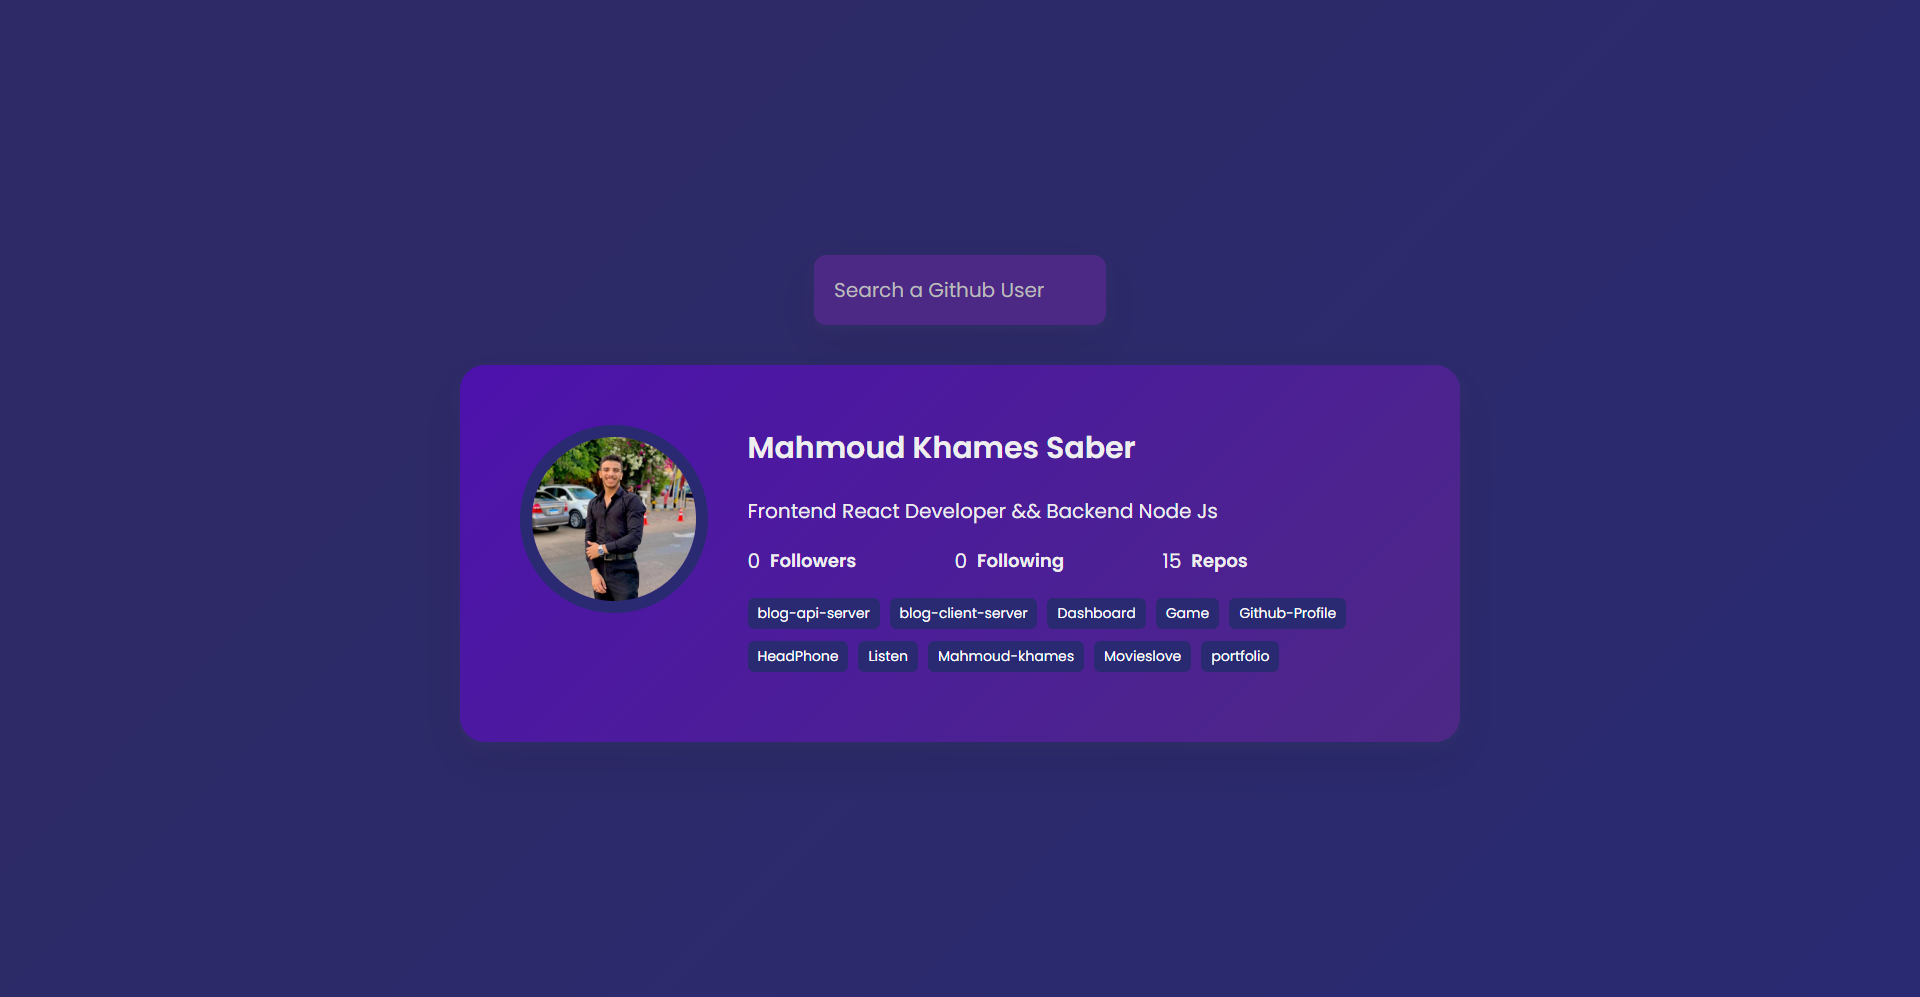 Search a Github User
Mahmoud Khames Saber
Frontend React Developer && Backend Node Js
0 Followers 0 Following 15 Repos
blog-api-server blog-client-server Dashboard Game Github-Profile
HeadPhone Listen Mahmoud-khames Movieslove portfolio